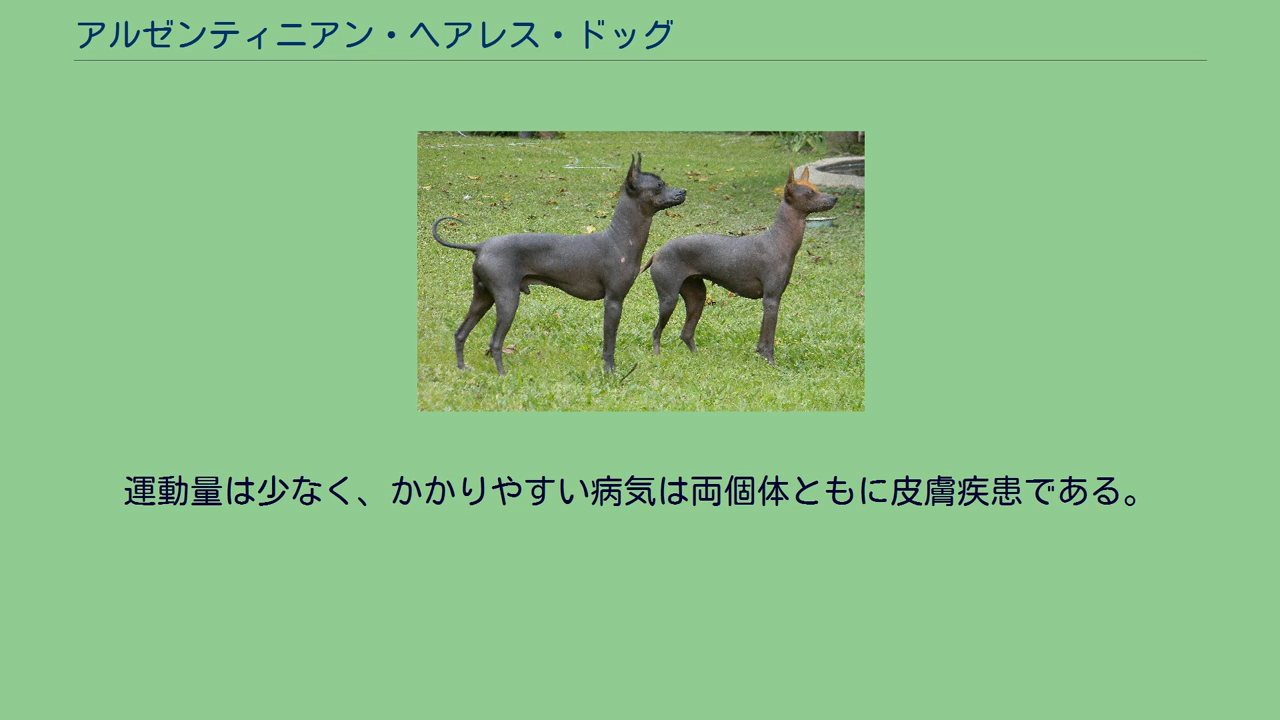 アルゼンティニアン・ヘアレス・ドッグ
運動量は少なく、かかりやすい病気は両個体ともに皮膚疾患である。